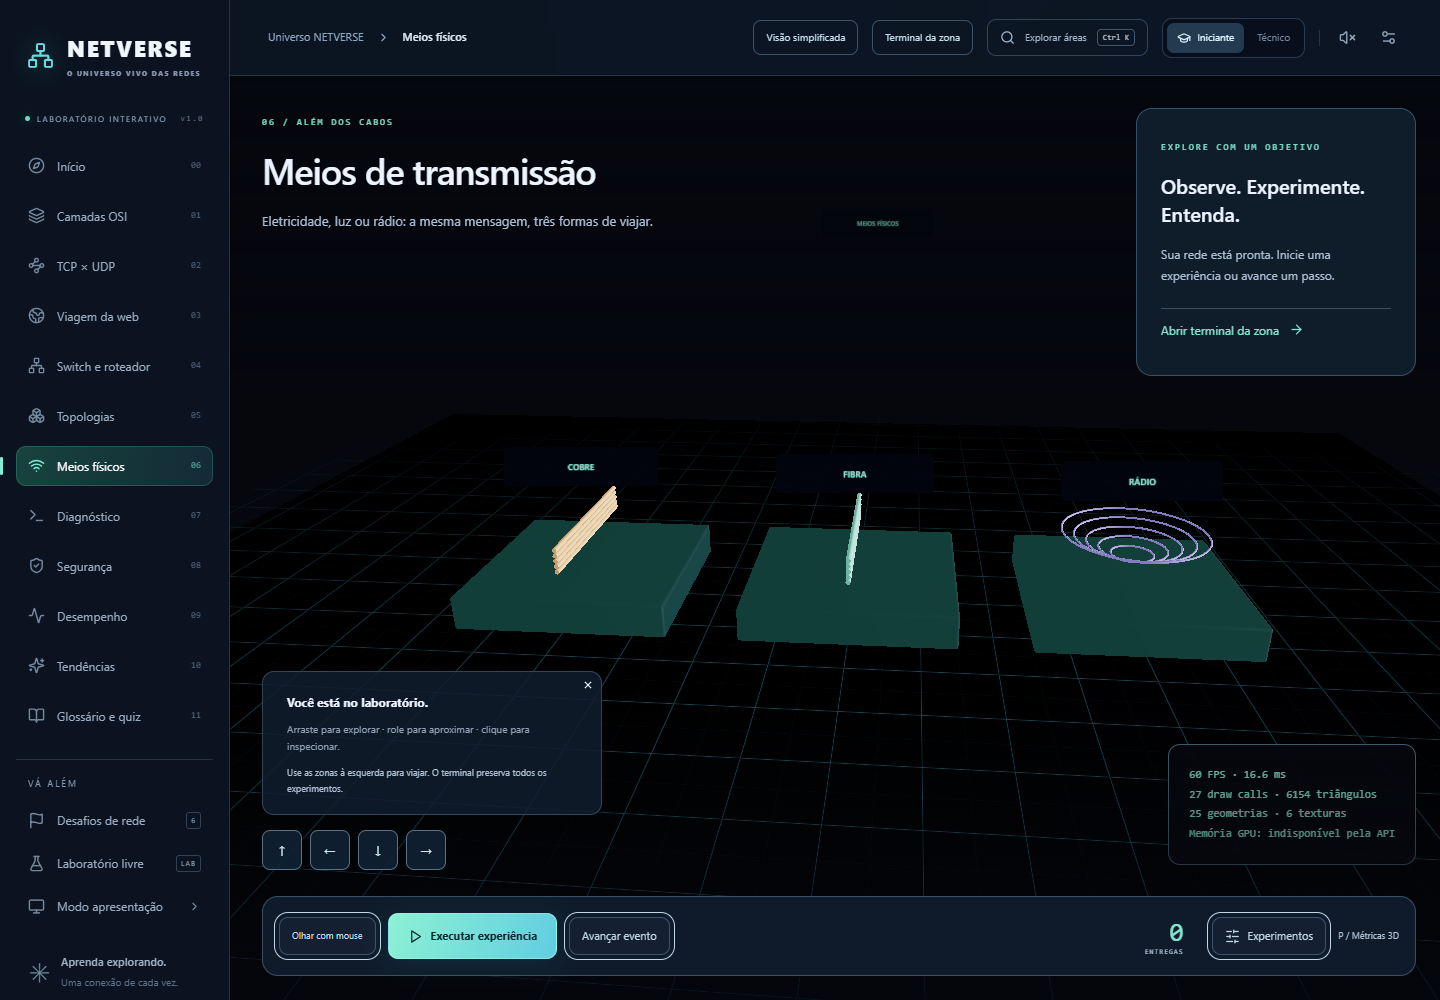 NETVERSE
O UNIVERSO VIVO DAS REDES
LABORATÓRIO INTERATIVO v1.0
Início 00
Camadas OSI 01
TCP × UDP 02
Viagem da web 03
Switch e roteador 04
Topologias 05
Meios físicos 06
Diagnóstico 07
Segurança 08
Desempenho 09
Tendências 10
Glossário e quiz 11
VÁ ALÉM
Desafios de rede 6
Laboratório livre LAB
Modo apresentação
Aprenda explorando.
Uma conexão de cada vez.
Universo NETVERSE > Meios físicos
Visão simplificada
Terminal da zona
Explorar áreas Ctrl K
Iniciante
Técnico
06 / ALÉM DOS CABOS
Meios de transmissão
Eletricidade, luz ou rádio: a mesma mensagem, três formas de viajar.
MEIOS FÍSICOS
EXPLORE COM UM OBJETIVO
Observe. Experimente.
Entenda.
Sua rede está pronta. Inicie uma
experiência ou avance um passo.
Abrir terminal da zona →
COBRE
FIBRA
RÁDIO
Você está no laboratório.
×
Arraste para explorar · role para aproximar · clique para
inspecionar.
Use as zonas à esquerda para viajar. O terminal preserva todos os
experimentos.
↑ ← ↓ →
60 FPS · 16.6 ms
27 draw calls · 6154 triângulos
25 geometrias · 6 texturas
Memória GPU: indisponível pela API
Olhar com mouse
Executar experiência
Avançar evento
0
ENTREGAS
Experimentos
P / Métricas 3D